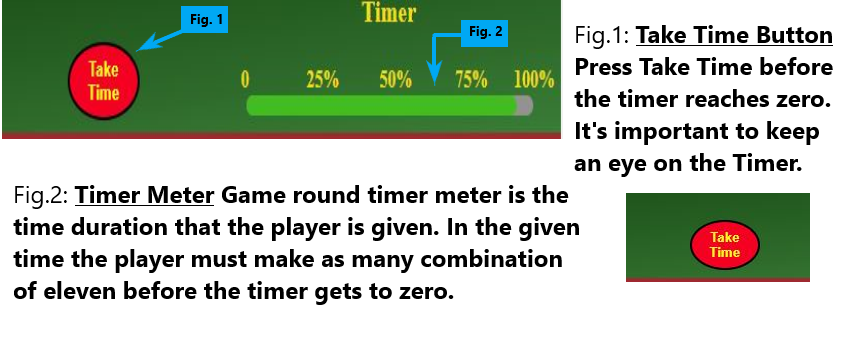 Timer
Fig. 1
Fig. 2
Take
Time
0 25% 50% 75% 100%
Fig.1: Take Time Button
Press Take Time before
the timer reaches zero.
It's important to keep
an eye on the Timer.
Fig.2: Timer Meter Game round timer meter is the
time duration that the player is given. In the given
time the player must make as many combination
of eleven before the timer gets to zero.
Take
Time